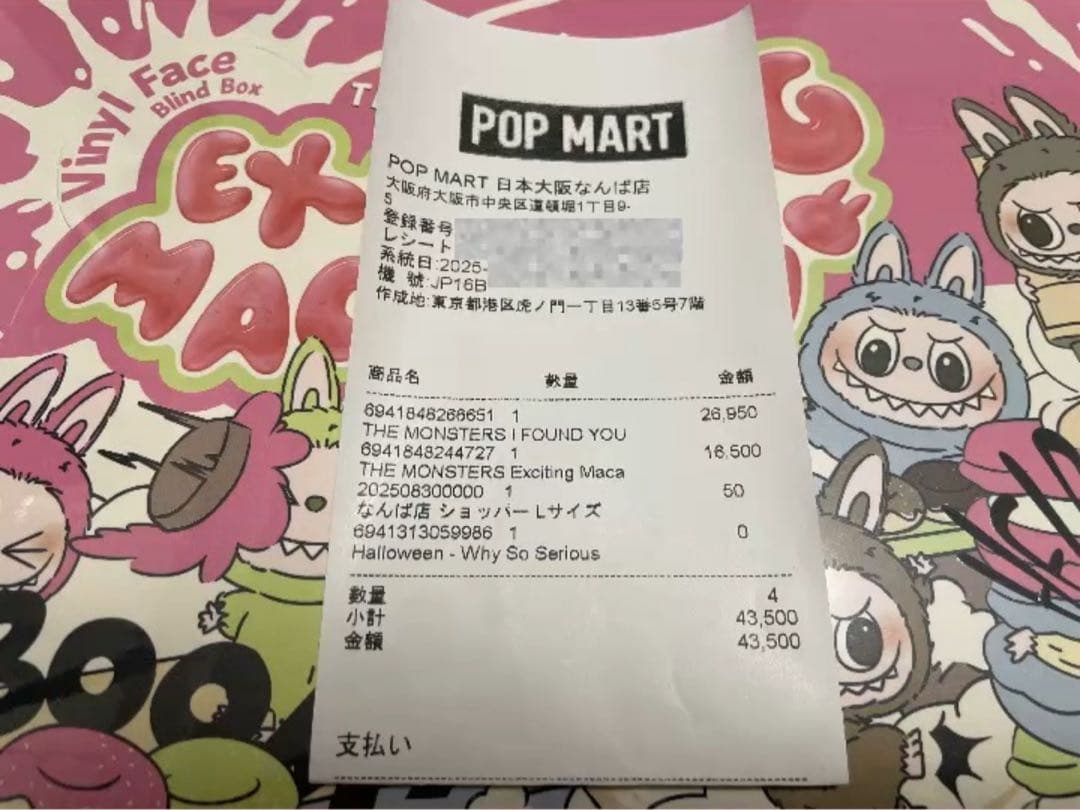 Vinyl Face
Blind Box
EX
MAC
POP MART
POP MART 日本大阪なんば店
大阪府大阪市中央区道頓堀1丁目9-
5
登録番号
レシート
系統日:2025-
機 號:JP16B
作成地:東京都港区虎ノ門一丁目13番5号7階
商品名 數量 金額
6941848266651 1 26,950
THE MONSTERS I FOUND YOU
6941848244727 1 16,500
THE MONSTERS Exciting Maca
202508300000 1 50
なんば店 ショッパー Lサイズ
6941313059986 1 0
Halloween - Why So Serious
數量 4
小計 43,500
金額 43,500
支払い